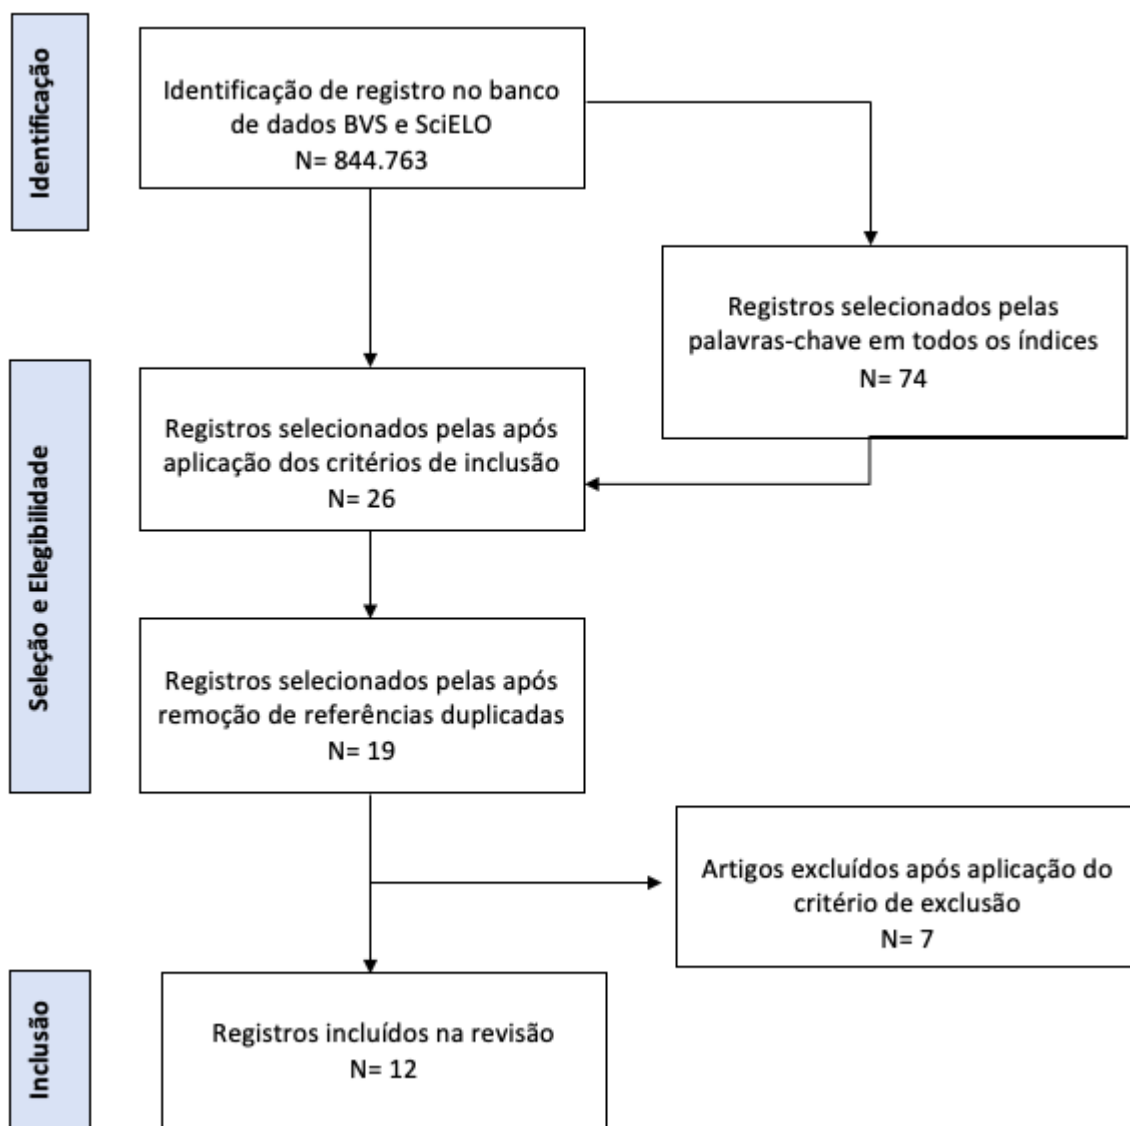 Identificação
Identificação de registro no banco
de dados BVS e SciELO
N= 844.763
Registros selecionados pelas
palavras-chave em todos os índices
N= 74
Seleção e Elegibilidade
Registros selecionados pelas após
aplicação dos critérios de inclusão
N= 26
Registros selecionados pelas após
remoção de referências duplicadas
N= 19
Artigos excluídos após aplicação do
critério de exclusão
N= 7
Inclusão
Registros incluídos na revisão
N= 12